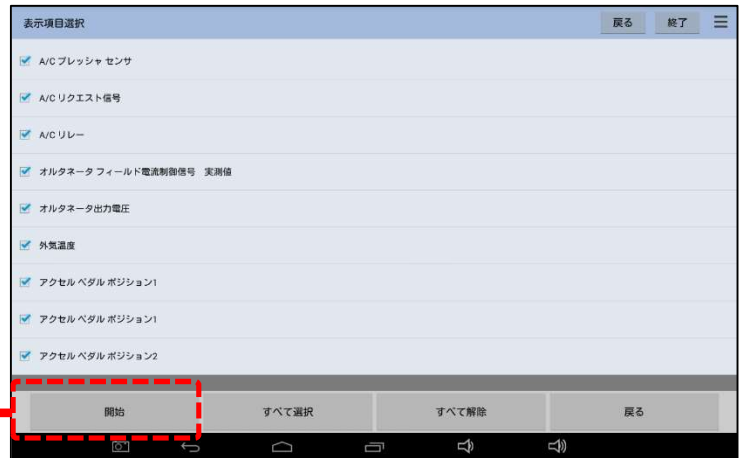 表示項目選択 戻る 終了
A/C プレッシャ センサ
A/C リクエスト信号
A/C リレー
オルタネータ フィールド電流制御信号 実測値
オルタネータ出力電圧
外気温度
アクセル ペダル ポジション1
アクセル ペダル ポジション1
アクセル ペダル ポジション2
開始 すべて選択 すべて解除 戻る